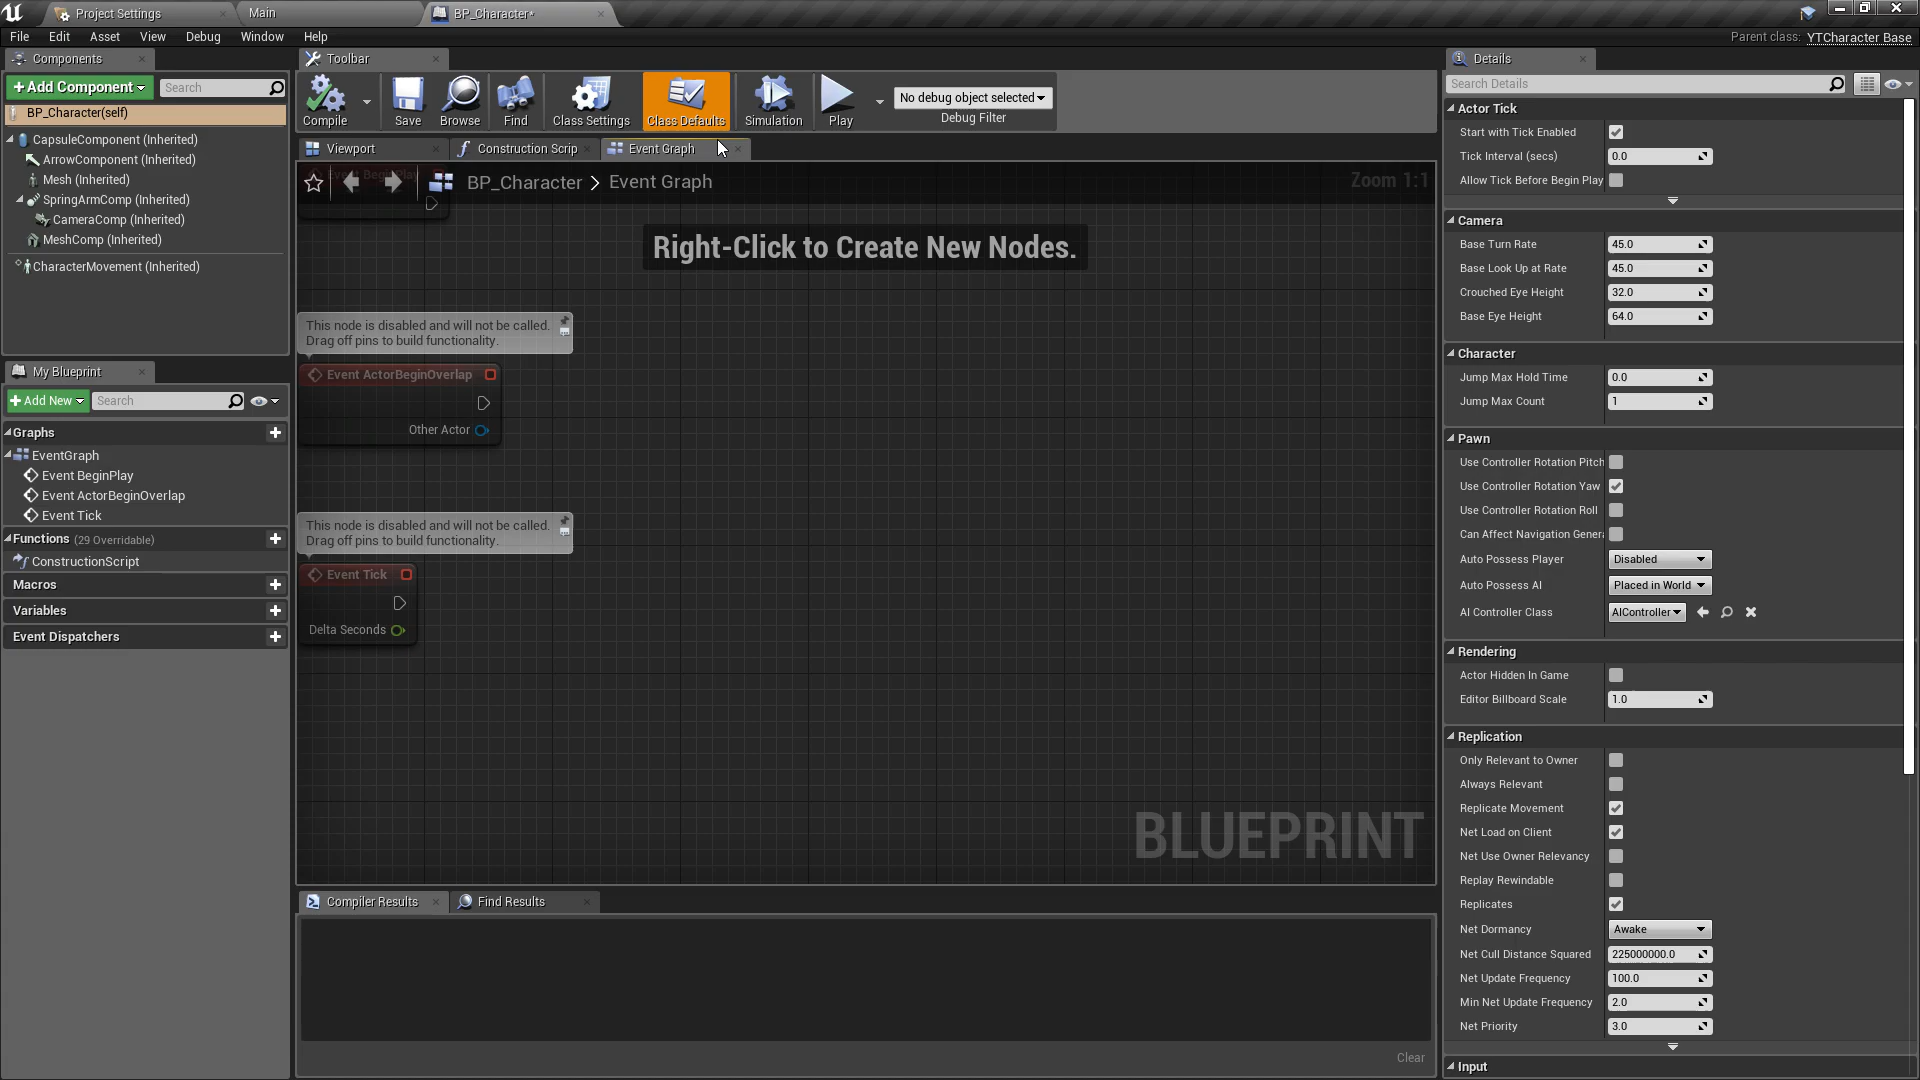 Project Settings
Main
BP_Character*
File Edit Asset View Debug Window Help
Parent class: YTCharacter Base
Components
+Add Component
Search
BP_Character(self)
CapsuleComponent (Inherited)
ArrowComponent (Inherited)
Mesh (Inherited)
SpringArmComp (Inherited)
CameraComp (Inherited)
MeshComp (Inherited)
CharacterMovement (Inherited)
My Blueprint
+Add New
Search
Graphs
EventGraph
Event BeginPlay
Event ActorBeginOverlap
Event Tick
Functions (29 Overridable)
ConstructionScript
Macros
Variables
Event Dispatchers
Toolbar
Compile
Save
Browse
Find
Class Settings
Class Defaults
Simulation
Play
No debug object selected
Debug Filter
Viewport
Construction Scrip
Event Graph
Event BeginPlay
BP_Character > Event Graph
Zoom 1:1
Right-Click to Create New Nodes.
This node is disabled and will not be called.
Drag off pins to build functionality.
Event ActorBeginOverlap
Other Actor
This node is disabled and will not be called.
Drag off pins to build functionality.
Event Tick
Delta Seconds
BLUEPRINT
Compiler Results
Find Results
Clear
Details
Search Details
Actor Tick
Start with Tick Enabled
Tick Interval (secs) 0.0
Allow Tick Before Begin Play
Camera
Base Turn Rate 45.0
Base Look Up at Rate 45.0
Crouched Eye Height 32.0
Base Eye Height 64.0
Character
Jump Max Hold Time 0.0
Jump Max Count 1
Pawn
Use Controller Rotation Pitch
Use Controller Rotation Yaw
Use Controller Rotation Roll
Can Affect Navigation Genera
Auto Possess Player Disabled
Auto Possess AI Placed in World
AI Controller Class AIController
Rendering
Actor Hidden In Game
Editor Billboard Scale 1.0
Replication
Only Relevant to Owner
Always Relevant
Replicate Movement
Net Load on Client
Net Use Owner Relevancy
Replay Rewindable
Replicates
Net Dormancy Awake
Net Cull Distance Squared 225000000.0
Net Update Frequency 100.0
Min Net Update Frequency 2.0
Net Priority 3.0
Input